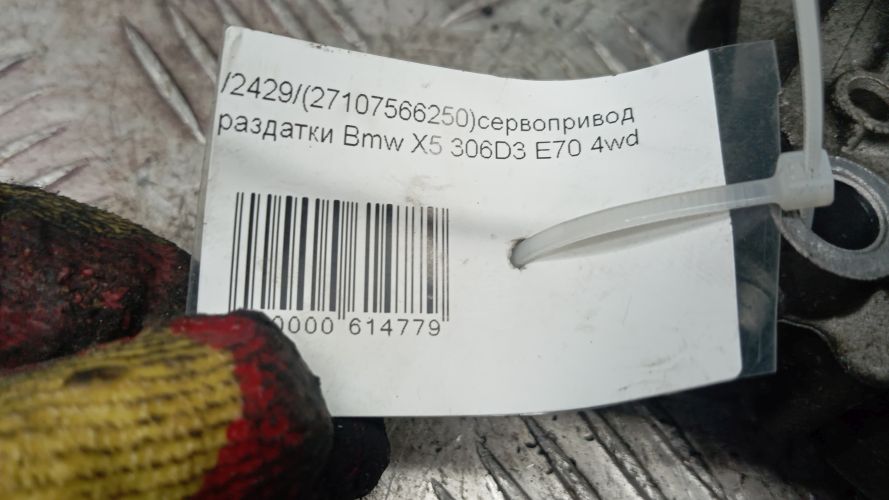 /2429/(27107566250)сервопривод
раздатки Bmw X5 306D3 E70 4wd
0000 614779